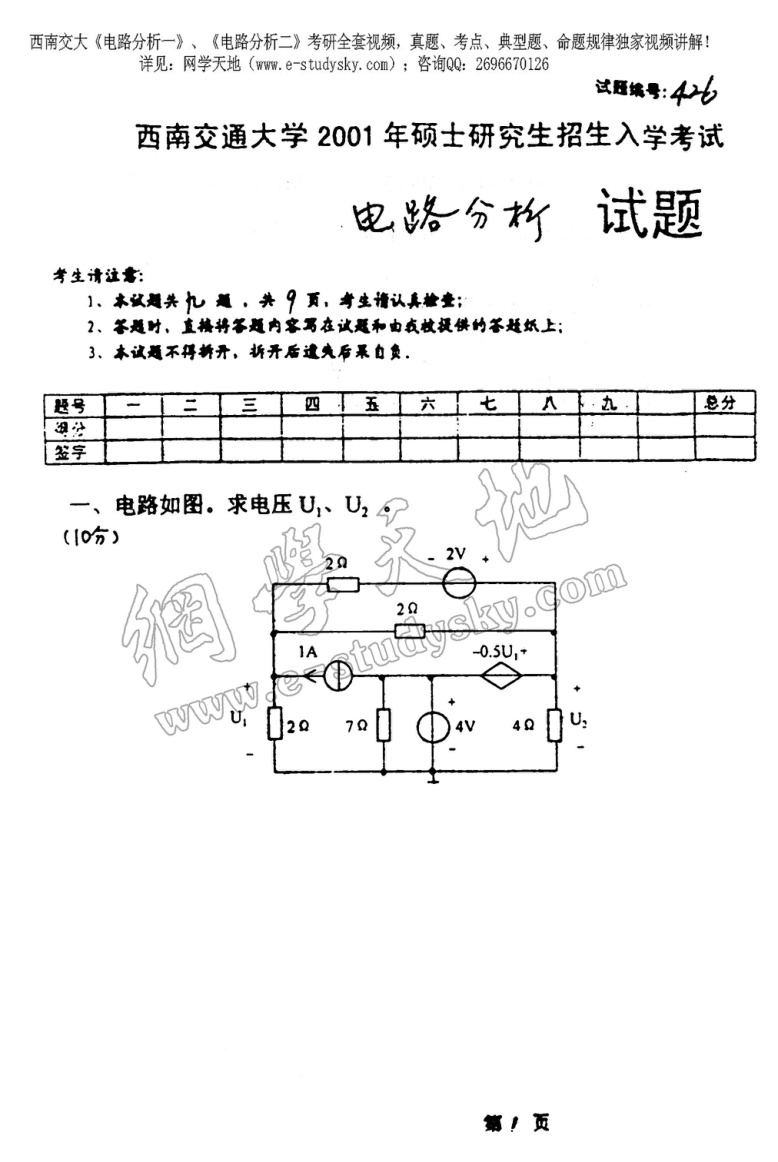 西南交大《电路分析一》、《电路分析二》考研全套视频，真题、考点、典型题、命题规律独家视频讲解！
详见：网学天地（www.e-studysky.com）；咨询QQ：2696670126
试题编号：426
西南交通大学 2001 年硕士研究生招生入学考试
电路分析 试题
考生请注意：
1、本试题共九题，共9页，考生请认真检查；
2、答题时，直接将答题内容写在试题和由我校提供的答题纸上；
3、本试题不得拆开，拆开后遗失后果自负．
题号 一 二 三 四 五 六 七 八 九 总分
得分
签字
一、电路如图。求电压 U₁、U₂。
(10分)
2Ω - 2V +
2Ω
1A -0.5U₁+
+ + +
U₁ 2Ω 7Ω 4V 4Ω U₂
- - -
網學天地
www.e-studysky.com
第 1 页